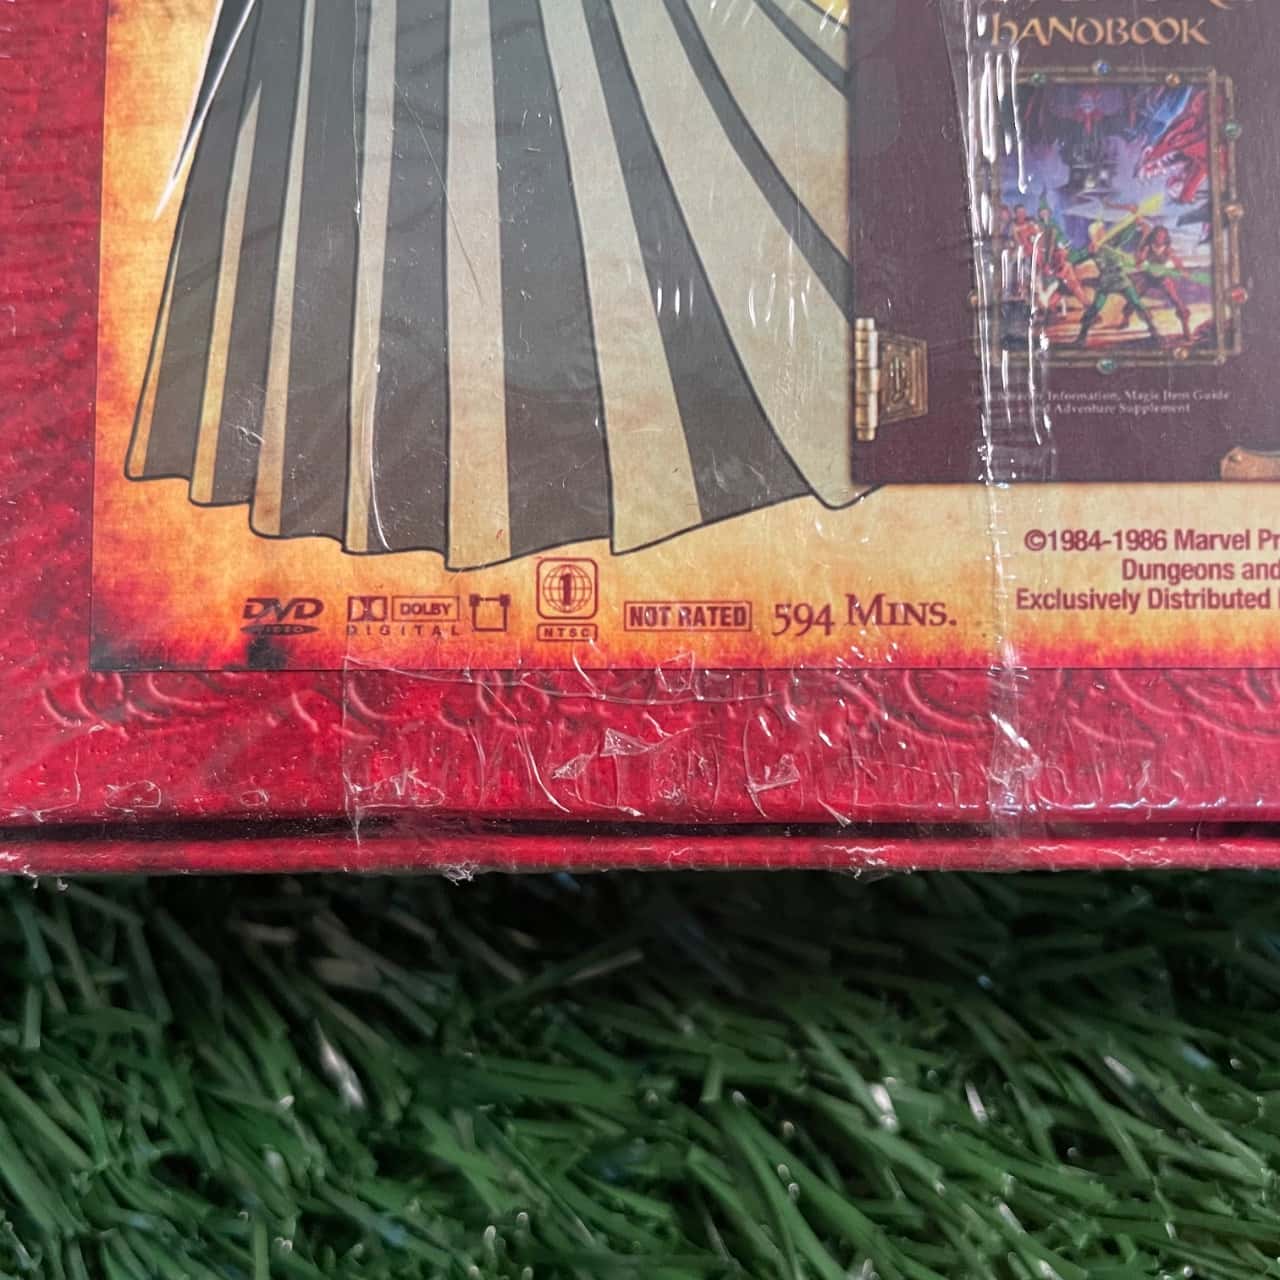 HANDBOOK
Information, Magic Item Guide
Adventure Supplement
©1984-1986 Marvel Pr
Dungeons and
Exclusively Distributed
DVD
VIDEO
DOLBY
DIGITAL
1
NTSC
NOT RATED
594 MINS.